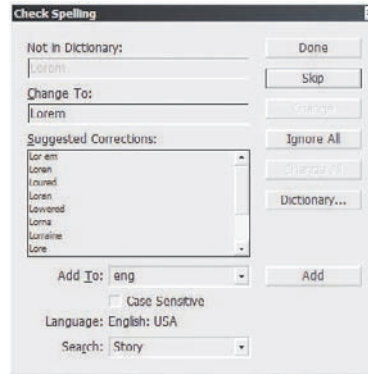 Check Spelling
Not in Dictionary:
Lorem
Change To:
Lorem
Suggested Corrections:
Lor em
Loren
Loured
Loran
Lowered
Lorna
Lorraine
Lore
Add To: eng
Case Sensitive
Language: English: USA
Search: Story
Done
Skip
Change
Ignore All
Change All
Dictionary...
Add